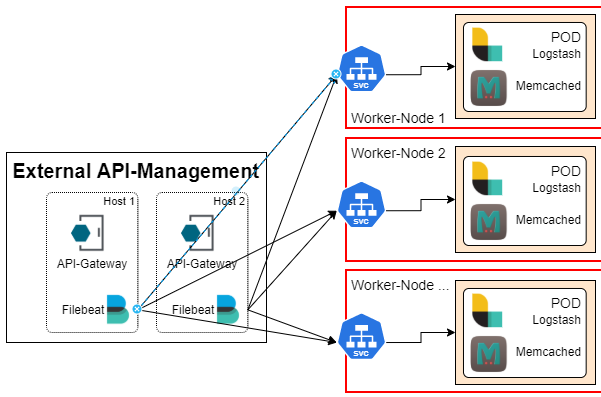 External API-Management
Host 1
API-Gateway
Filebeat
Host 2
API-Gateway
Filebeat
svc
Worker-Node 1
POD
Logstash
Memcached
Worker-Node 2
svc
POD
Logstash
Memcached
Worker-Node ...
svc
POD
Logstash
Memcached